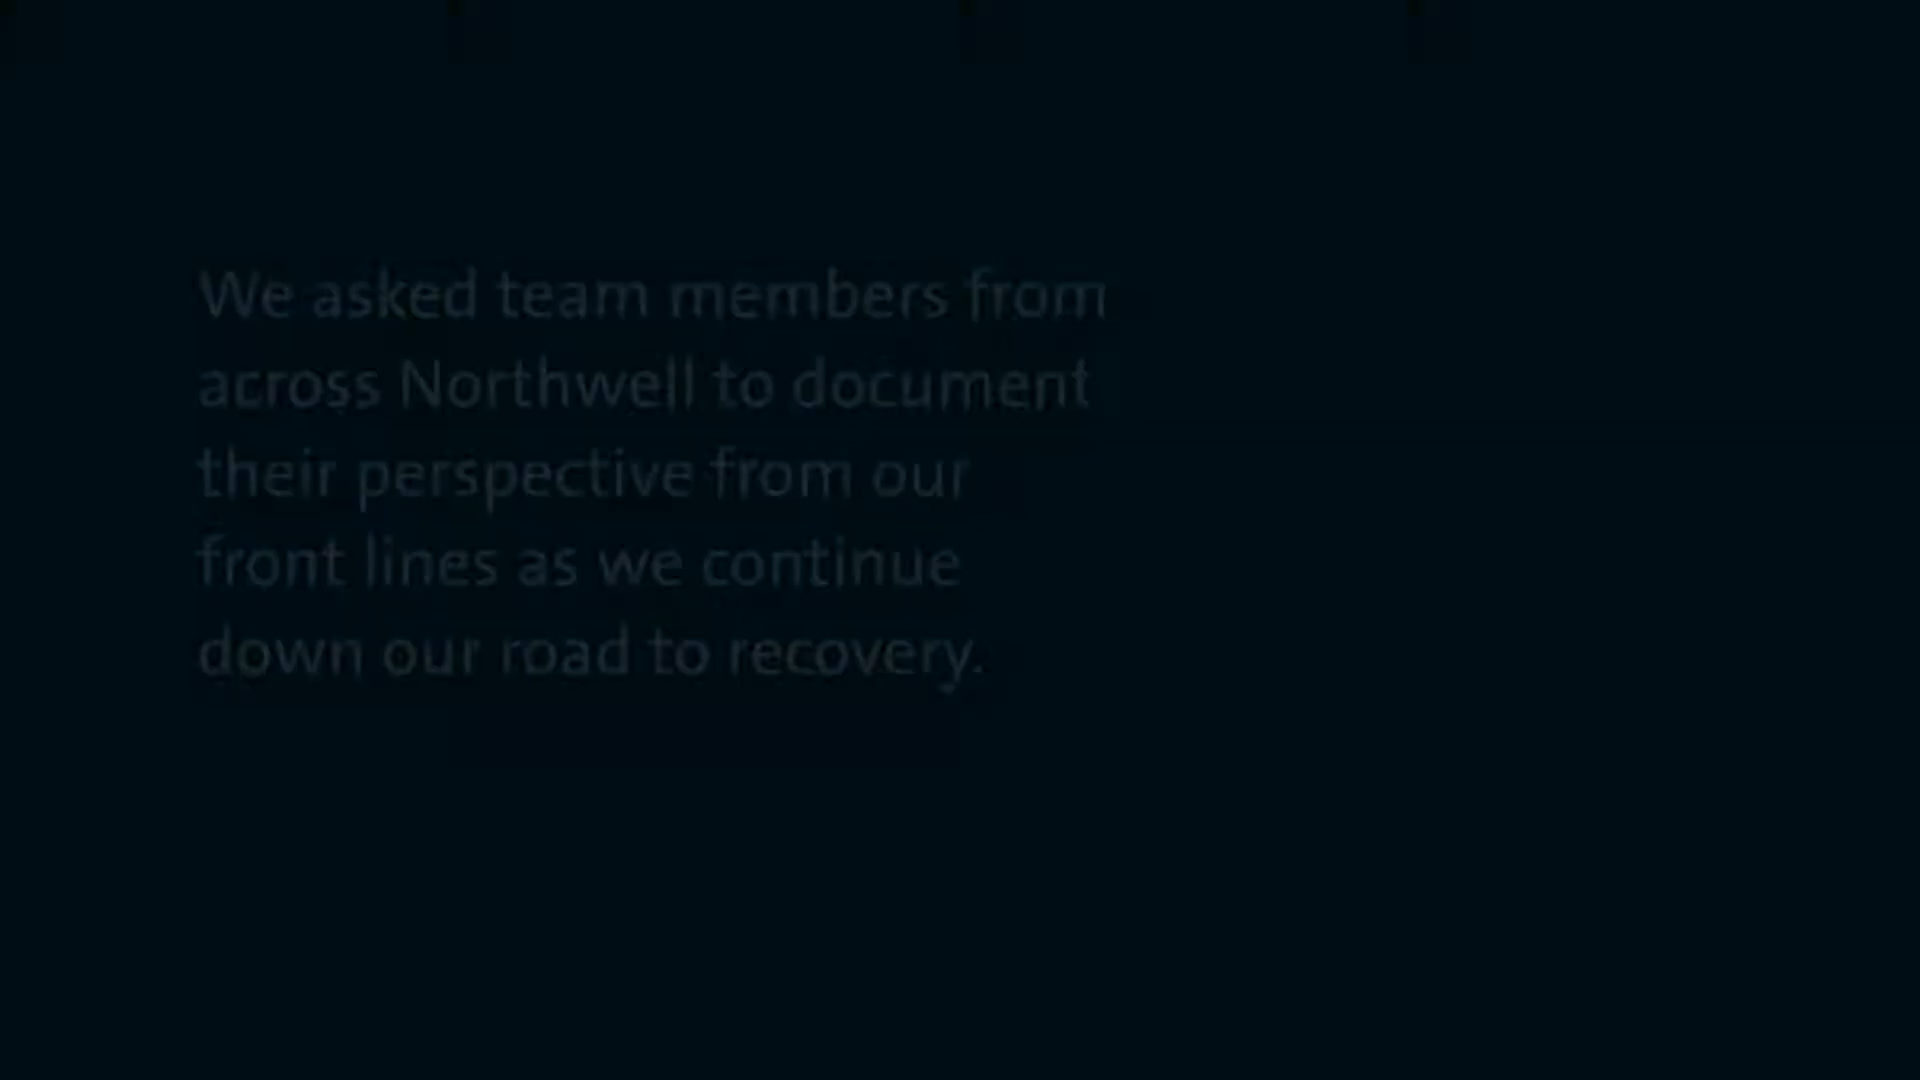 We asked team members from
across Northwell to document
their perspective from our
front lines as we continue
down our road to recovery.